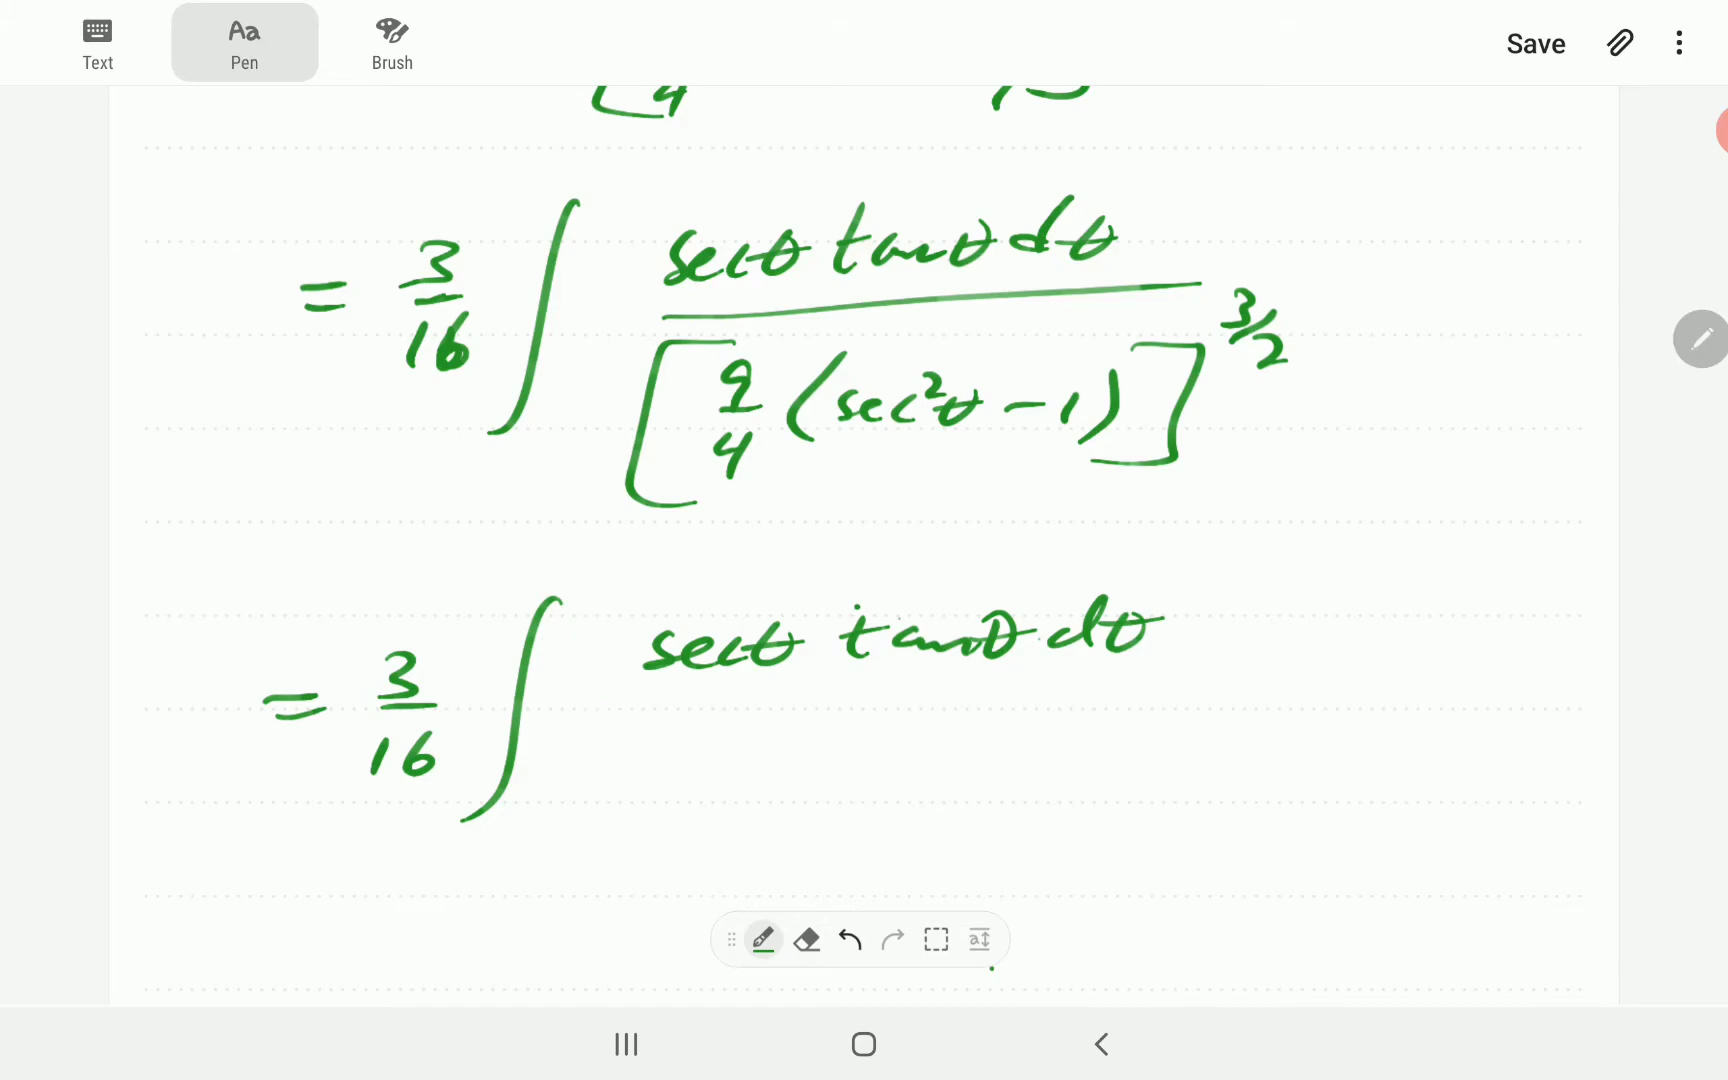 Text Pen Brush Save
= 3/16 ∫ secθ tanθ dθ / [9/4 (sec²θ - 1)]^3/2
= 3/16 ∫ secθ tanθ dθ